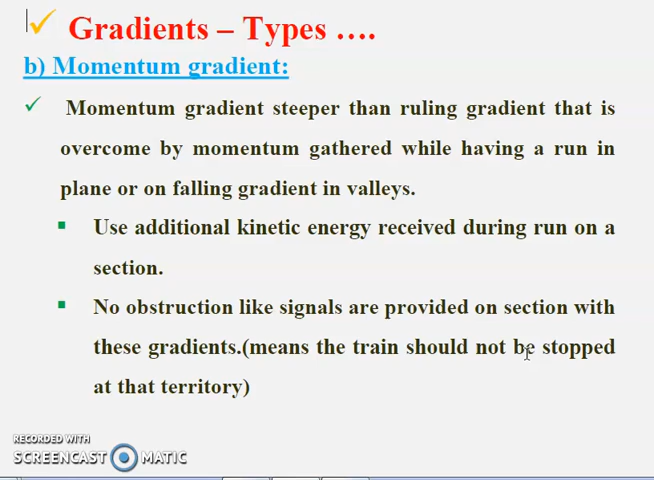 Gradients – Types ….
b) Momentum gradient:
Momentum gradient steeper than ruling gradient that is
overcome by momentum gathered while having a run in
plane or on falling gradient in valleys.
Use additional kinetic energy received during run on a
section.
No obstruction like signals are provided on section with
these gradients.(means the train should not be stopped
at that territory)
RECORDED WITH
SCREENCAST MATIC